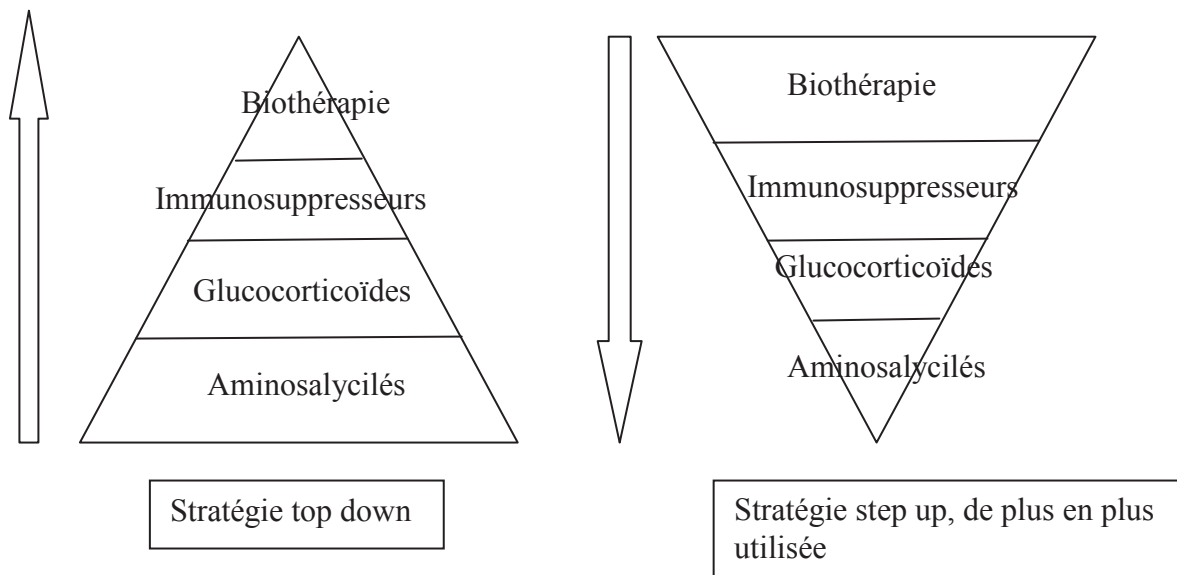 Biothérapie
Immunosuppresseurs
Glucocorticoïdes
Aminosalycilés
Stratégie top down
Biothérapie
Immunosuppresseurs
Glucocorticoïdes
Aminosalycilés
Stratégie step up, de plus en plus
utilisée